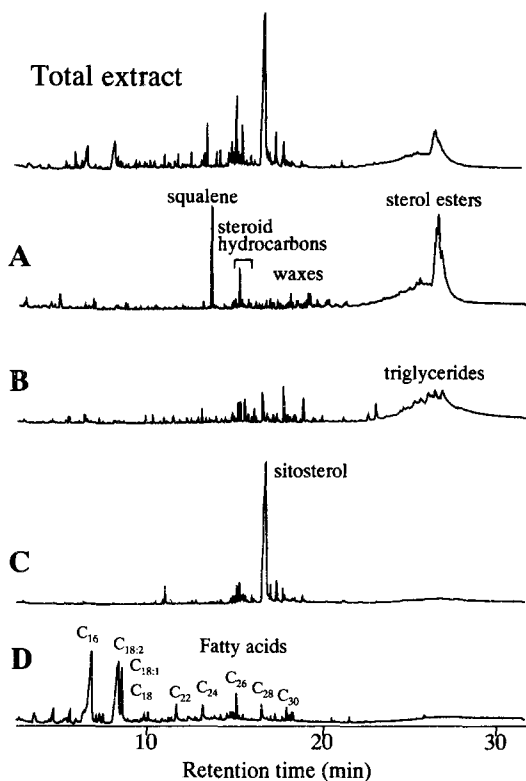 Total extract
A
squalene
steroid
hydrocarbons
waxes
sterol esters
B
triglycerides
C
sitosterol
D
C16
C18:2
C18:1
C18
Fatty acids
C22
C24
C26
C28
C30
10
20
30
Retention time (min)